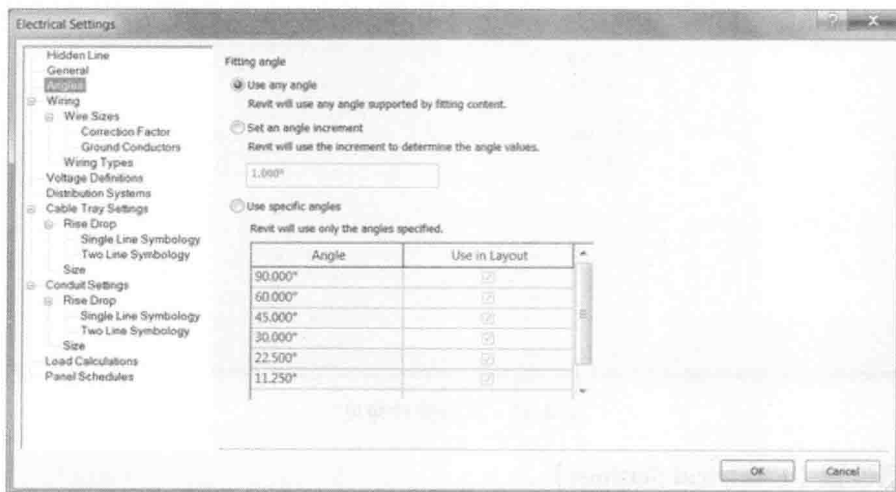 Electrical Settings
Hidden Line
General
Angles
Wiring
Wire Sizes
Correction Factor
Ground Conductors
Wiring Types
Voltage Definitions
Distribution Systems
Cable Tray Settings
Rise Drop
Single Line Symbology
Two Line Symbology
Size
Conduit Settings
Rise Drop
Single Line Symbology
Two Line Symbology
Size
Load Calculations
Panel Schedules
Fitting angle
Use any angle
Revit will use any angle supported by fitting content.
Set an angle increment
Revit will use the increment to determine the angle values.
1.000°
Use specific angles
Revit will use only the angles specified.
Angle Use in Layout
90.000°
60.000°
45.000°
30.000°
22.500°
11.250°
OK Cancel